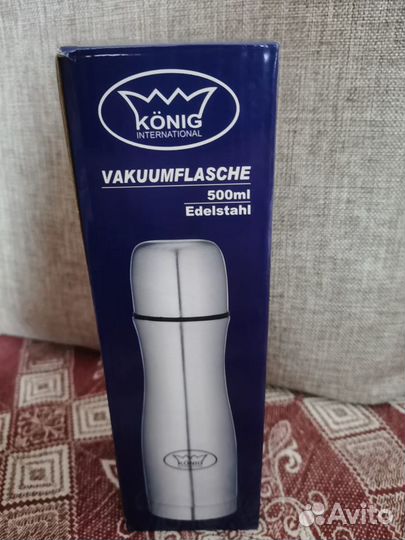 KÖNIG
INTERNATIONAL
VAKUUMFLASCHE
500ml
Edelstahl
KÖNIG
Avito